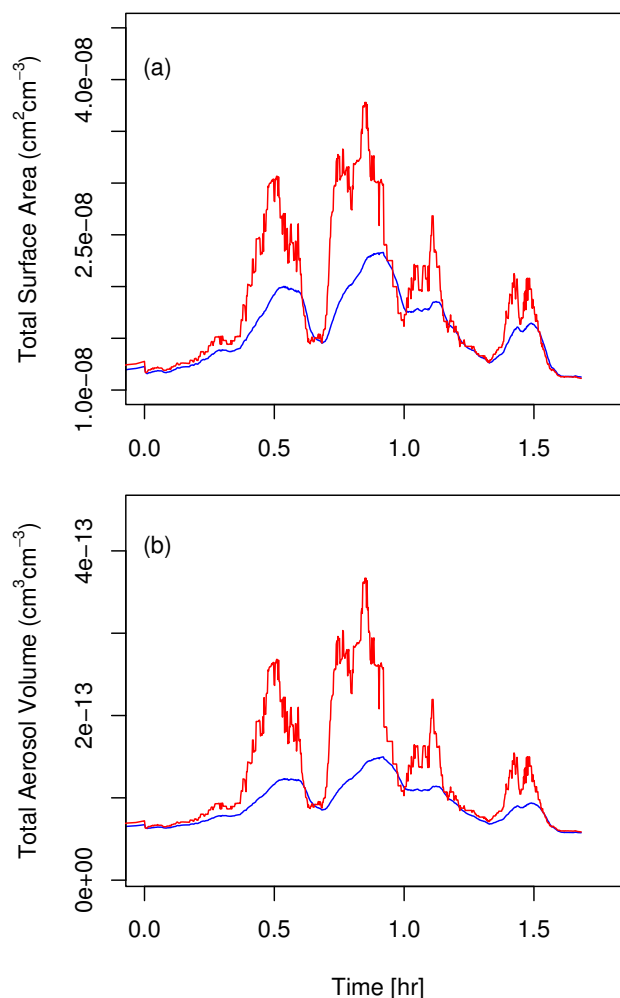 (a)
Total Surface Area (cm²cm⁻³)
4.0e−08
2.5e−08
1.0e−08
0.0 0.5 1.0 1.5
(b)
Total Aerosol Volume (cm³cm⁻³)
4e−13
2e−13
0e+00
0.0 0.5 1.0 1.5
Time [hr]